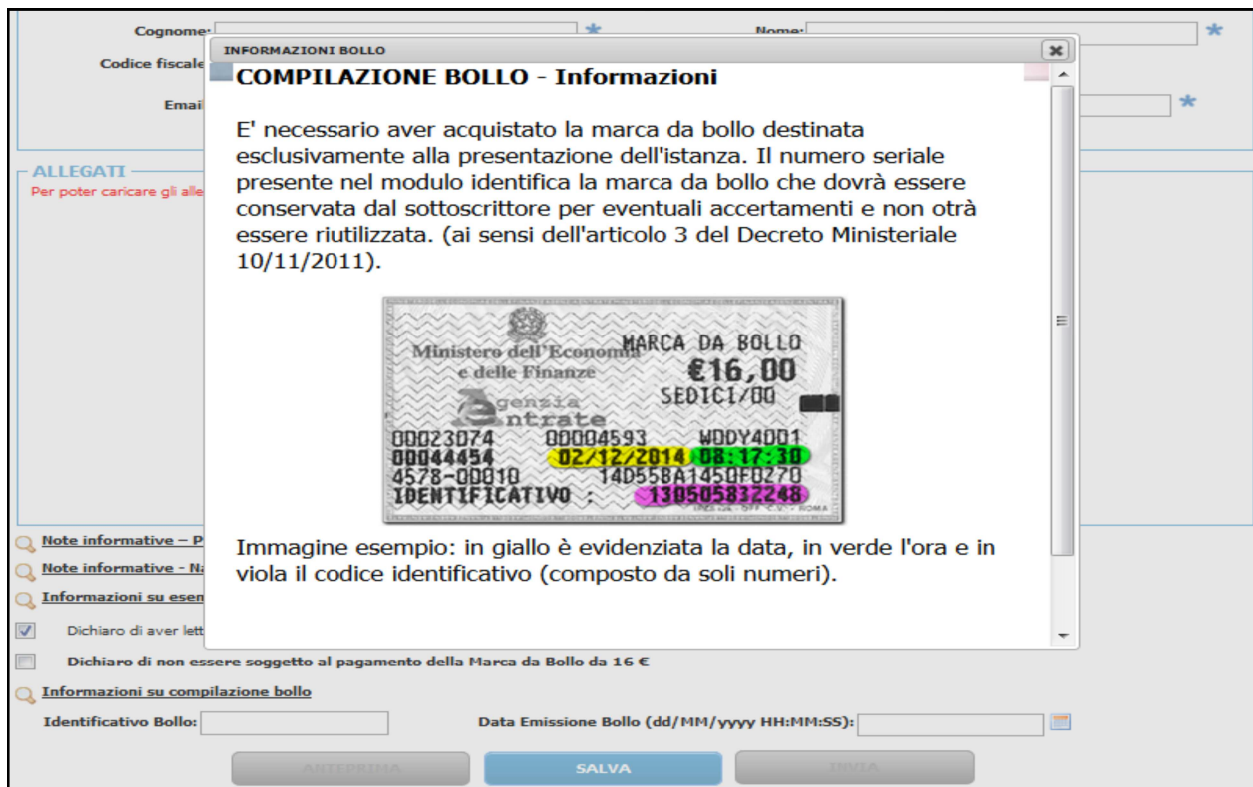 Cognome:
Nome:
INFORMAZIONI BOLLO
Codice fiscale
COMPILAZIONE BOLLO - Informazioni
Email
E' necessario aver acquistato la marca da bollo destinata
esclusivamente alla presentazione dell'istanza. Il numero seriale
presente nel modulo identifica la marca da bollo che dovrà essere
conservata dal sottoscrittore per eventuali accertamenti e non otrà
essere riutilizzata. (ai sensi dell'articolo 3 del Decreto Ministeriale
10/11/2011).
ALLEGATI
Per poter caricare gli alle
Ministero dell'Economia
e delle Finanze
MARCA DA BOLLO
€16,00
SEDICI/00
Agenzia
Entrate
00023074 00004593 W0DY4001
00044454 02/12/2014 08:17:30
4578-00010 14D55BA1450F0270
IDENTIFICATIVO : 130505832248
Immagine esempio: in giallo è evidenziata la data, in verde l'ora e in
viola il codice identificativo (composto da soli numeri).
Note informative – P
Note informative - Na
Informazioni su esen
Dichiaro di aver lett
Dichiaro di non essere soggetto al pagamento della Marca da Bollo da 16 €
Informazioni su compilazione bollo
Identificativo Bollo:
Data Emissione Bollo (dd/MM/yyyy HH:MM:SS):
ANTEPRIMA
SALVA
INVIA